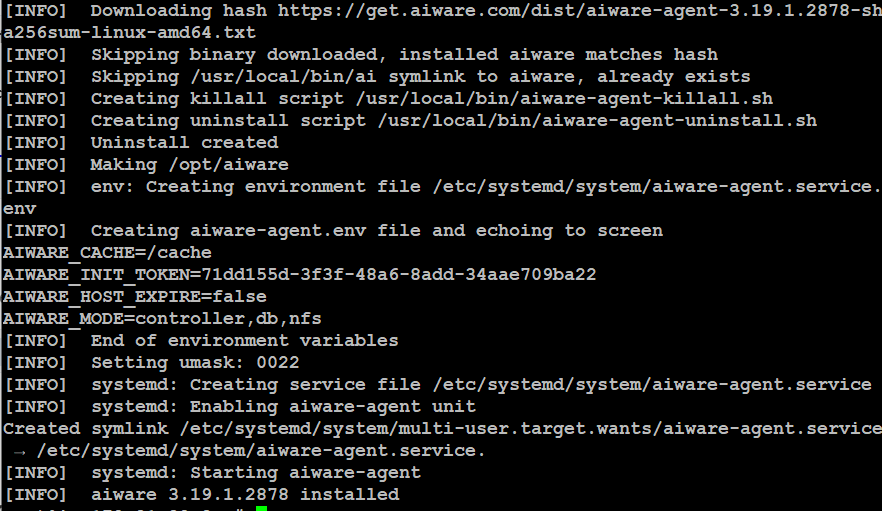 [INFO]  Downloading hash https://get.aiware.com/dist/aiware-agent-3.19.1.2878-sh
a256sum-linux-amd64.txt
[INFO]  Skipping binary downloaded, installed aiware matches hash
[INFO]  Skipping /usr/local/bin/ai symlink to aiware, already exists
[INFO]  Creating killall script /usr/local/bin/aiware-agent-killall.sh
[INFO]  Creating uninstall script /usr/local/bin/aiware-agent-uninstall.sh
[INFO]  Uninstall created
[INFO]  Making /opt/aiware
[INFO]  env: Creating environment file /etc/systemd/system/aiware-agent.service.
env
[INFO]  Creating aiware-agent.env file and echoing to screen
AIWARE_CACHE=/cache
AIWARE_INIT_TOKEN=71dd155d-3f3f-48a6-8add-34aae709ba22
AIWARE_HOST_EXPIRE=false
AIWARE_MODE=controller,db,nfs
[INFO]  End of environment variables
[INFO]  Setting umask: 0022
[INFO]  systemd: Creating service file /etc/systemd/system/aiware-agent.service
[INFO]  systemd: Enabling aiware-agent unit
Created symlink /etc/systemd/system/multi-user.target.wants/aiware-agent.service
→ /etc/systemd/system/aiware-agent.service.
[INFO]  systemd: Starting aiware-agent
[INFO]  aiware 3.19.1.2878 installed